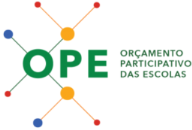 OPE
ORÇAMENTO
PARTICIPATIVO
DAS ESCOLAS